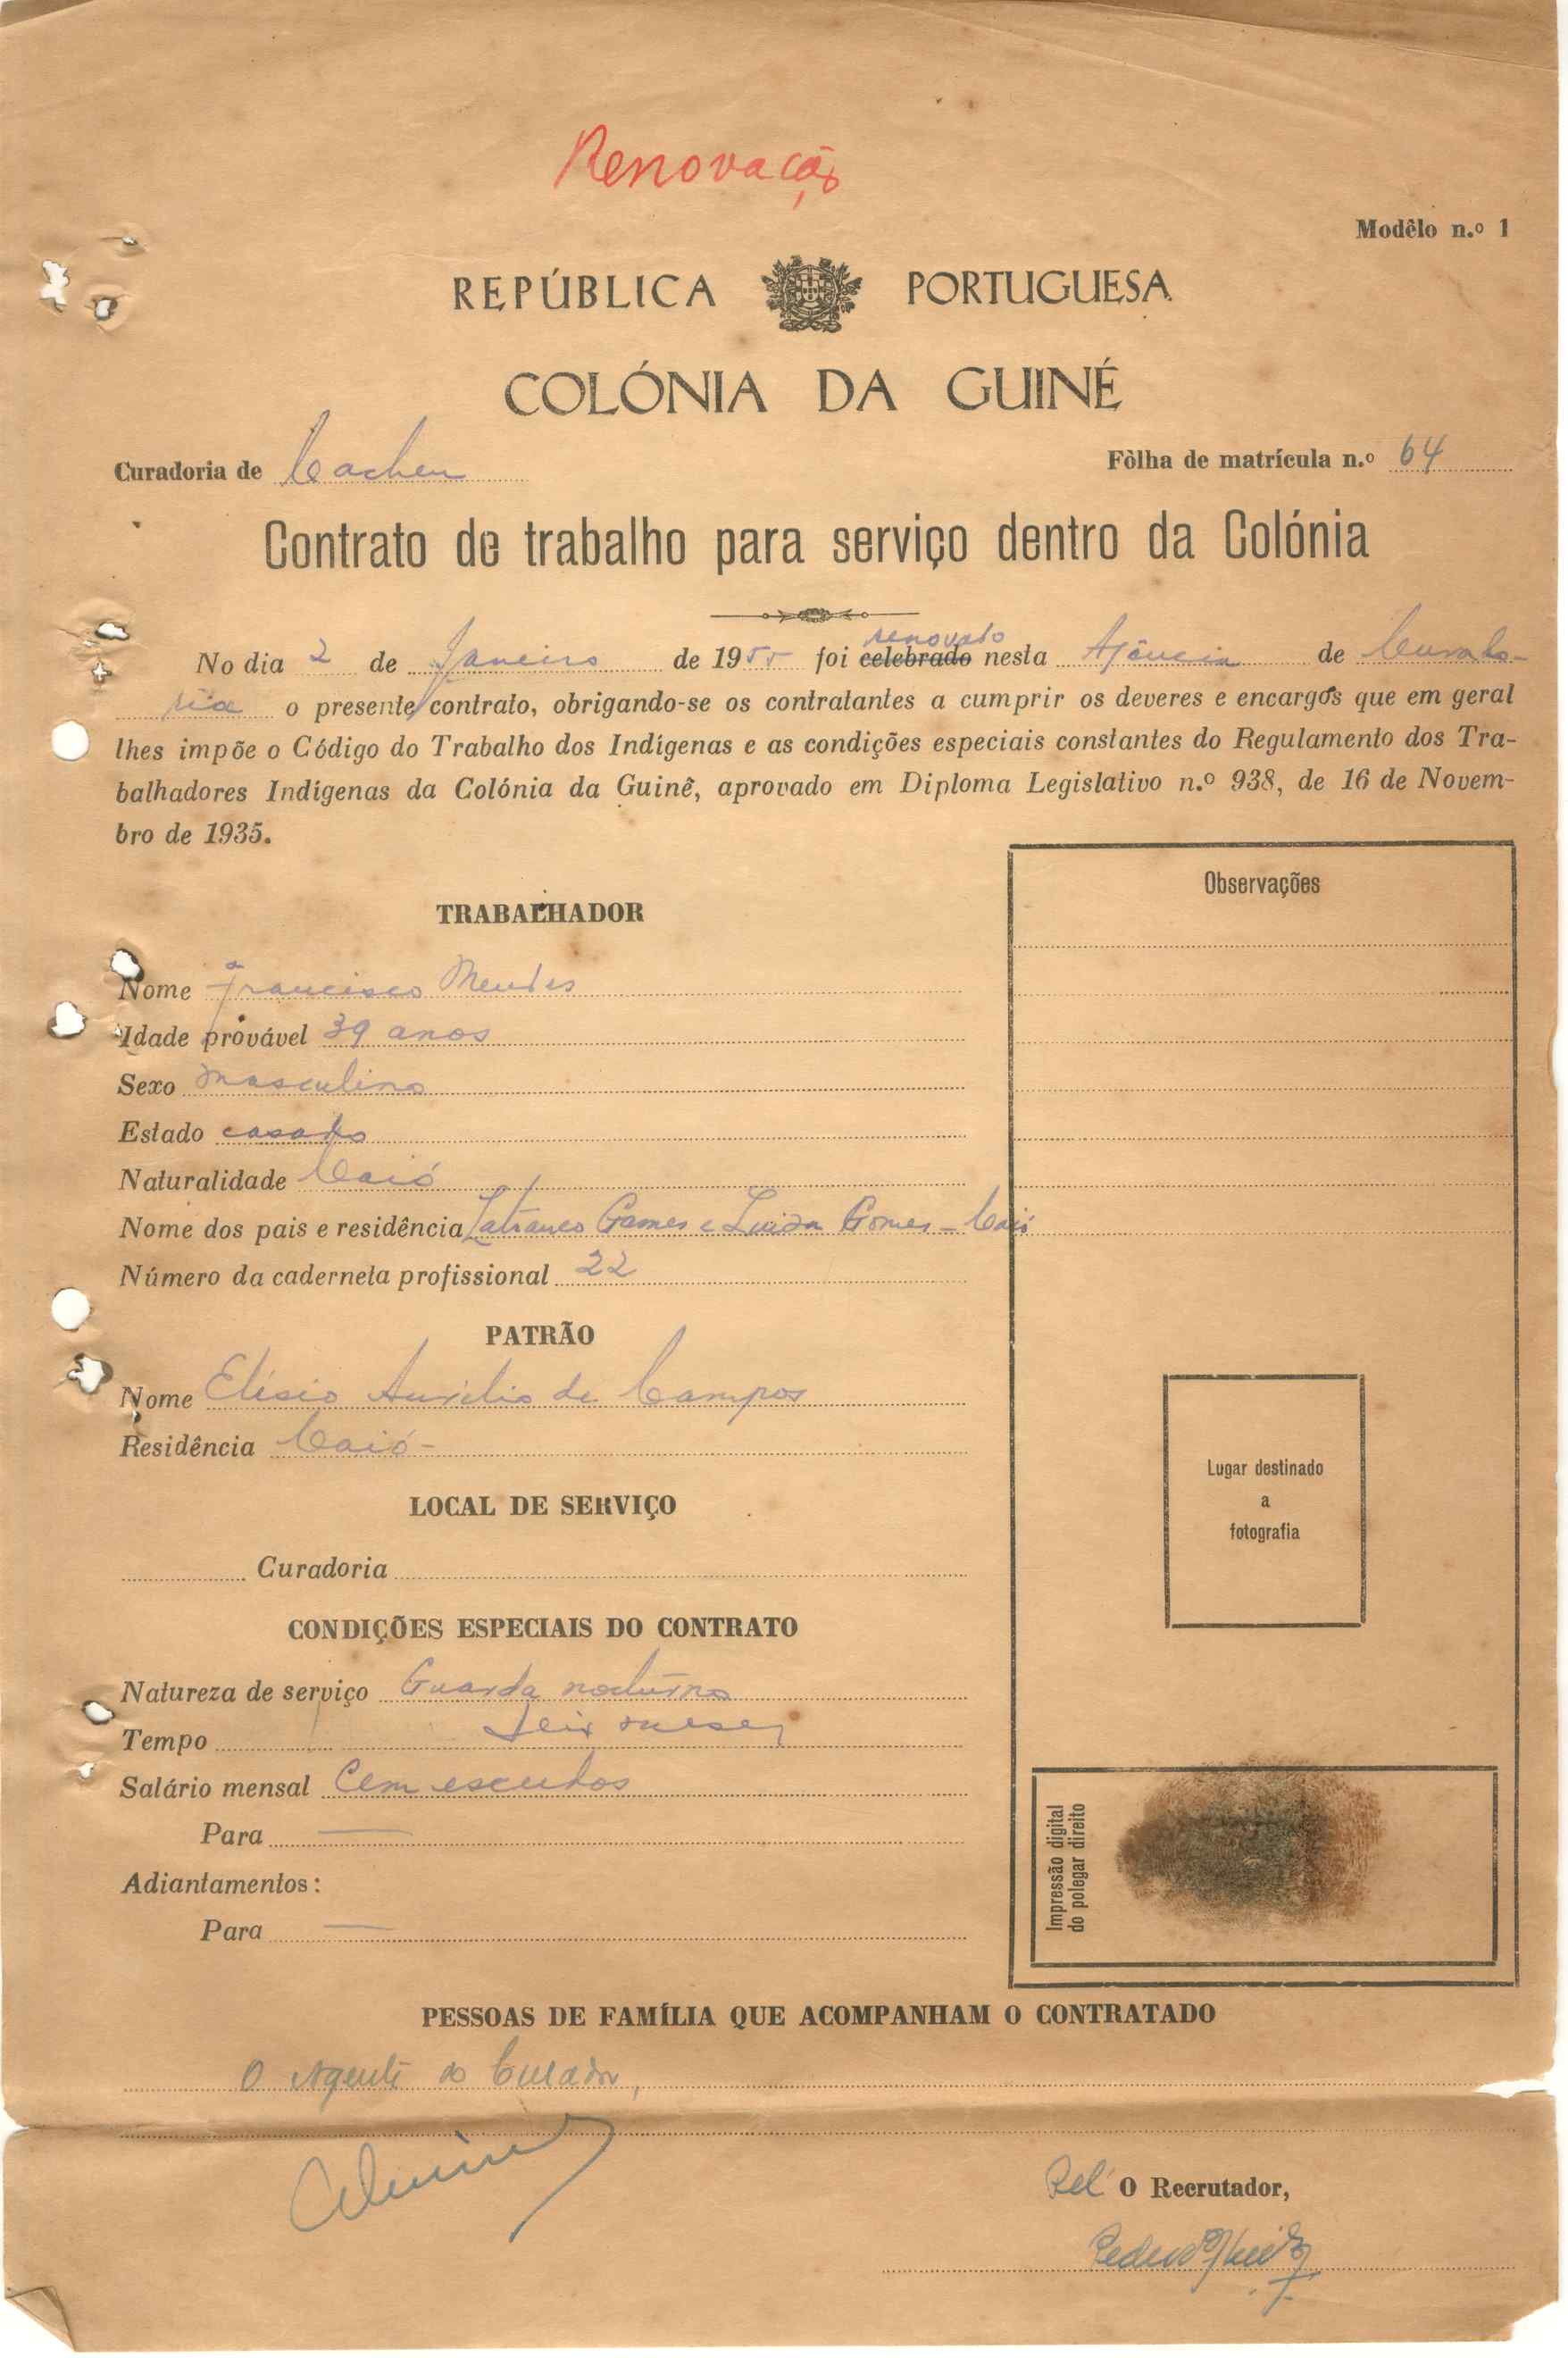 Renovação
Modêlo n.º 1
REPÚBLICA PORTUGUESA
COLÓNIA DA GUINÉ
Curadoria de Cacheu
Fôlha de matrícula n.º 64
Contrato de trabalho para serviço dentro da Colónia
renovado
No dia 2 de Janeiro de 1955 foi celebrado nesta Agência de Curado-
ria o presente contrato, obrigando-se os contratantes a cumprir os deveres e encargos que em geral
lhes impõe o Código do Trabalho dos Indígenas e as condições especiais constantes do Regulamento dos Tra-
balhadores Indígenas da Colónia da Guinê, aprovado em Diploma Legislativo n.º 938, de 16 de Novem-
bro de 1935.
TRABALHADOR
Nome Francisco Mendes
Idade provável 39 anos
Sexo masculino
Estado casado
Naturalidade Caió
Nome dos pais e residência Gomes e Luiza Gomes - Caió
Número da caderneta profissional 22
PATRÃO
Nome Elísio Aurélio de Campos
Residência Caió -
LOCAL DE SERVIÇO
Curadoria
CONDIÇÕES ESPECIAIS DO CONTRATO
Natureza de serviço Guarda nocturno
Tempo Seis meses
Salário mensal Cem escudos
Para —
Adiantamentos:
Para —
Observações
Lugar destinado
a
fotografia
Impressão digital
do polegar direito
PESSOAS DE FAMÍLIA QUE ACOMPANHAM O CONTRATADO
O Agente do Curador,
Pel' O Recrutador,